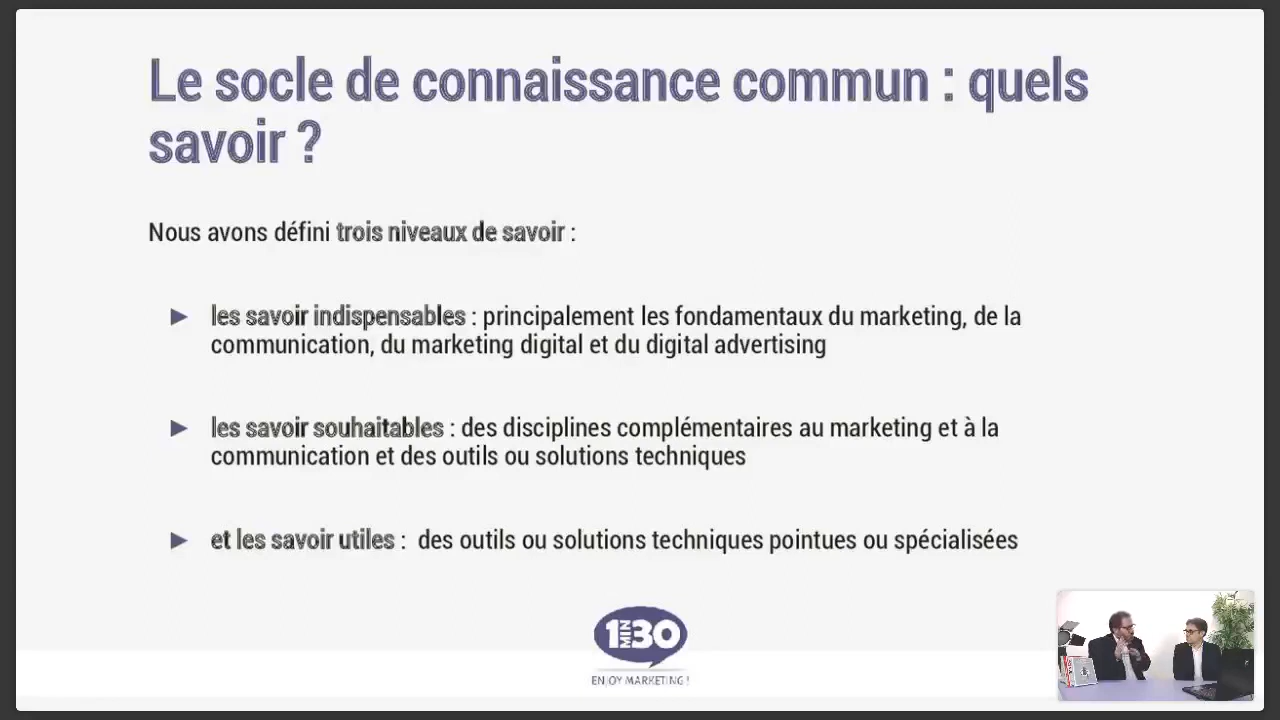 Le socle de connaissance commun : quels
savoir ?
Nous avons défini trois niveaux de savoir :
► les savoir indispensables : principalement les fondamentaux du marketing, de la
communication, du marketing digital et du digital advertising
► les savoir souhaitables : des disciplines complémentaires au marketing et à la
communication et des outils ou solutions techniques
► et les savoir utiles : des outils ou solutions techniques pointues ou spécialisées
1MIN30
ENJOY MARKETING !